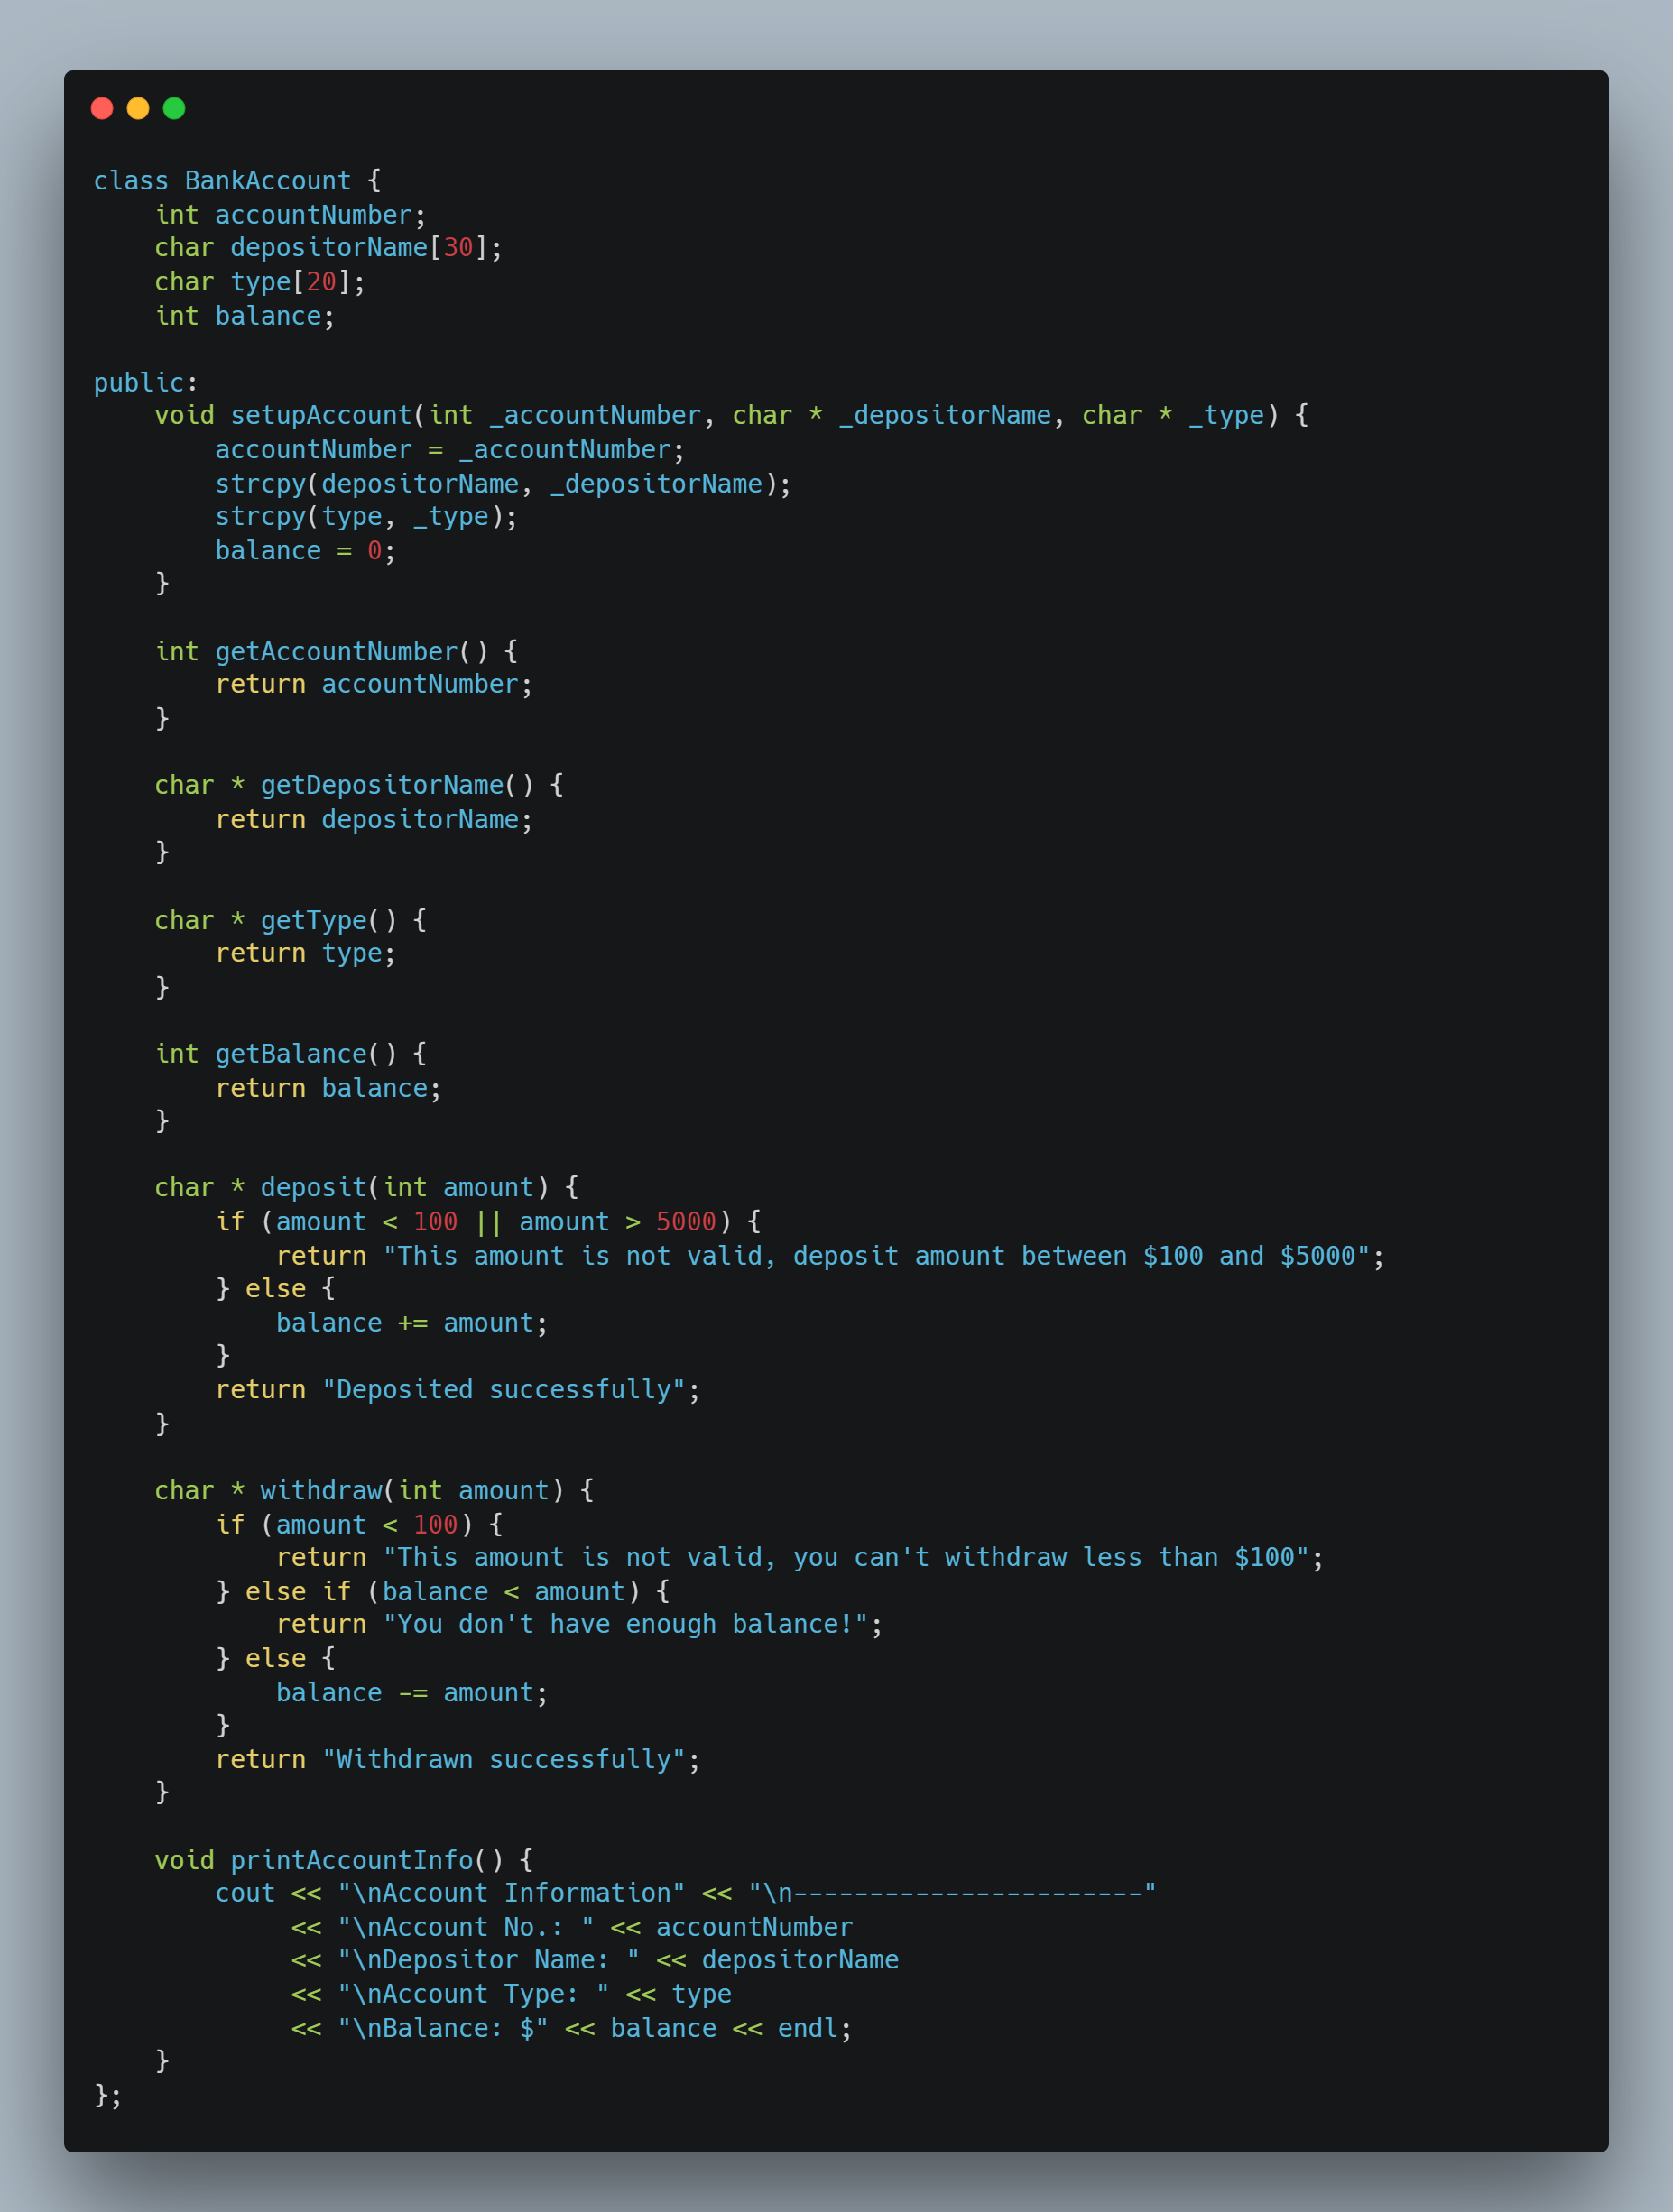 class BankAccount {
    int accountNumber;
    char depositorName[30];
    char type[20];
    int balance;

public:
    void setupAccount(int _accountNumber, char * _depositorName, char * _type) {
        accountNumber = _accountNumber;
        strcpy(depositorName, _depositorName);
        strcpy(type, _type);
        balance = 0;
    }

    int getAccountNumber() {
        return accountNumber;
    }

    char * getDepositorName() {
        return depositorName;
    }

    char * getType() {
        return type;
    }

    int getBalance() {
        return balance;
    }

    char * deposit(int amount) {
        if (amount < 100 || amount > 5000) {
            return "This amount is not valid, deposit amount between $100 and $5000";
        } else {
            balance += amount;
        }
        return "Deposited successfully";
    }

    char * withdraw(int amount) {
        if (amount < 100) {
            return "This amount is not valid, you can't withdraw less than $100";
        } else if (balance < amount) {
            return "You don't have enough balance!";
        } else {
            balance -= amount;
        }
        return "Withdrawn successfully";
    }

    void printAccountInfo() {
        cout << "\nAccount Information" << "\n-----------------------"
             << "\nAccount No.: " << accountNumber
             << "\nDepositor Name: " << depositorName
             << "\nAccount Type: " << type
             << "\nBalance: $" << balance << endl;
    }
};